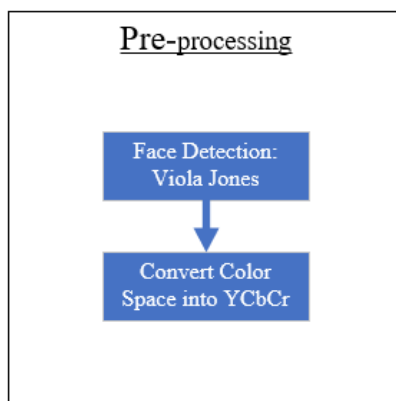 Pre-processing
Face Detection:
Viola Jones
Convert Color
Space into YCbCr